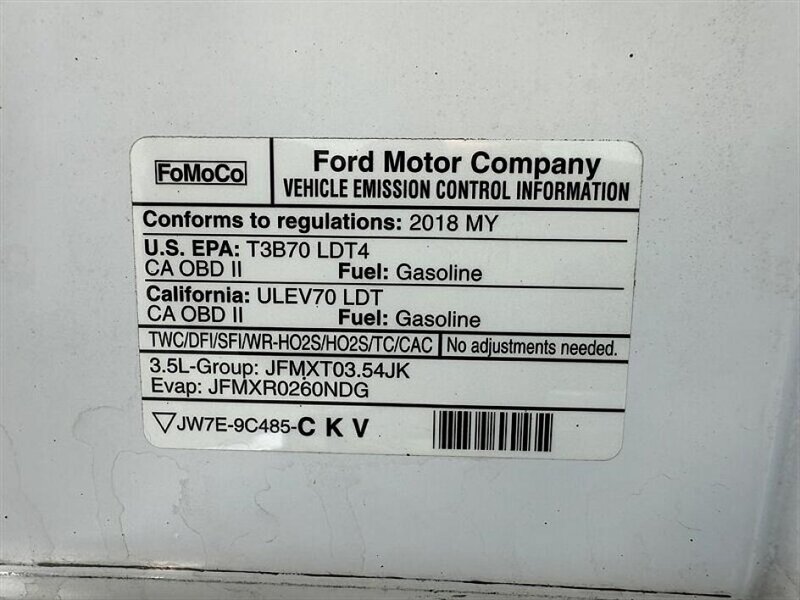 FoMoCo
Ford Motor Company
VEHICLE EMISSION CONTROL INFORMATION
Conforms to regulations: 2018 MY
U.S. EPA: T3B70 LDT4
CA OBD II Fuel: Gasoline
California: ULEV70 LDT
CA OBD II Fuel: Gasoline
TWC/DFI/SFI/WR-HO2S/HO2S/TC/CAC No adjustments needed.
3.5L-Group: JFMXT03.54JK
Evap: JFMXR0260NDG
JW7E-9C485-C K V